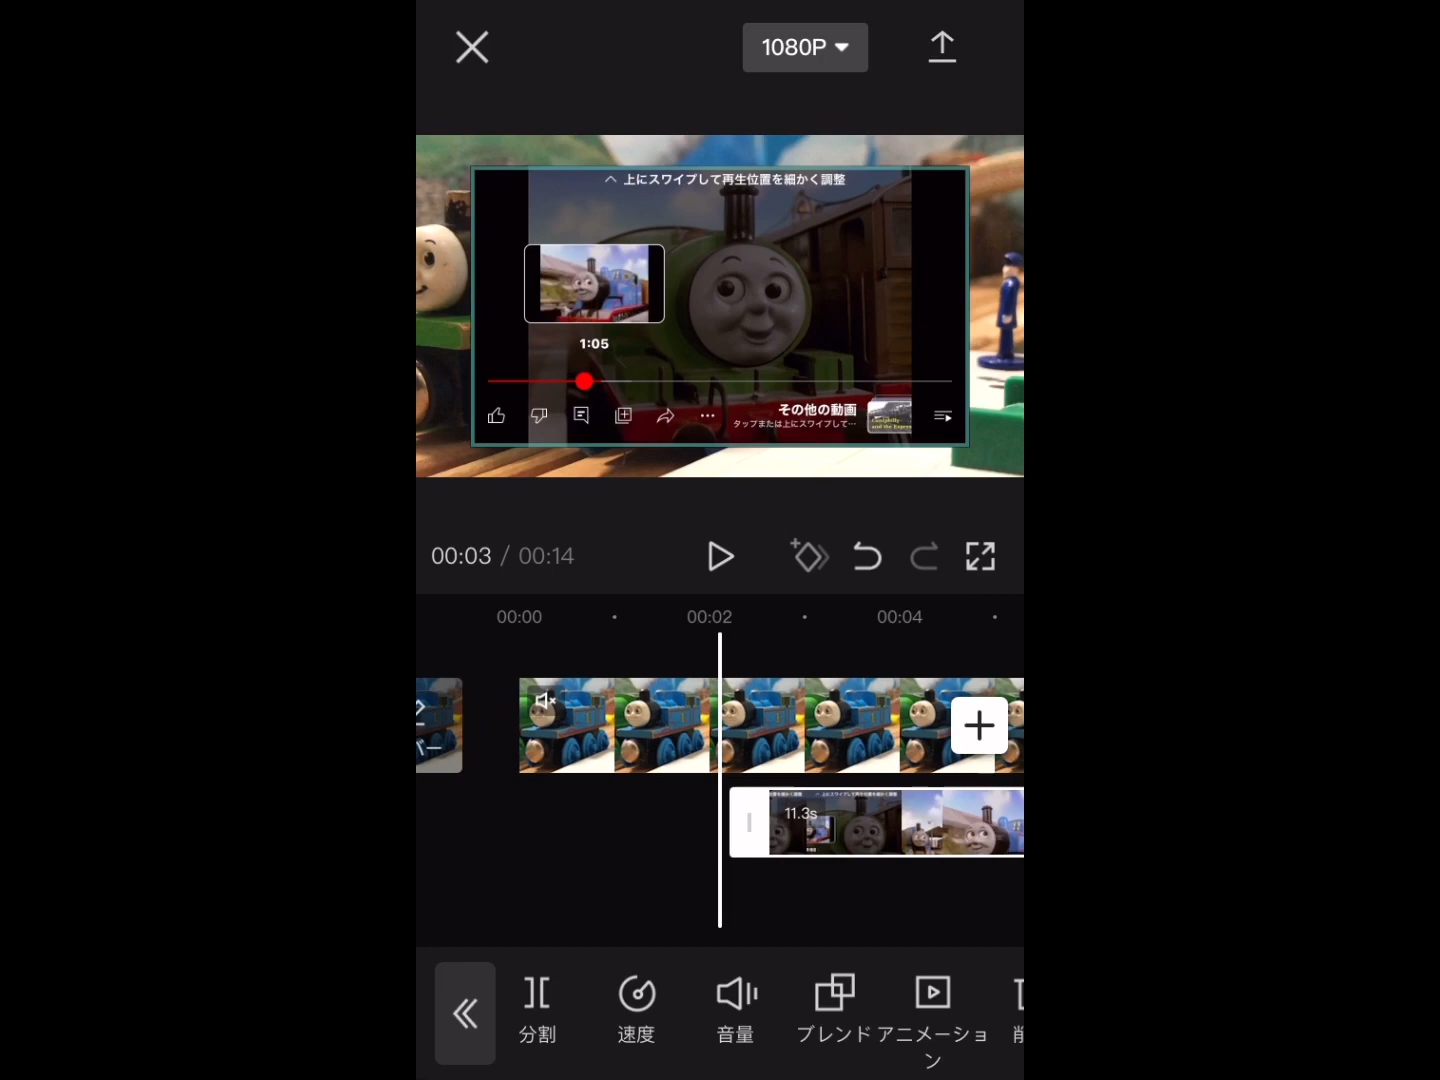 1080P
上にスワイプして再生位置を細かく調整
1:05
その他の動画
タップまたは上にスワイプして…
00:03 / 00:14
00:00
00:02
00:04
11.3s
分割
速度
音量
ブレンド
アニメーション
削